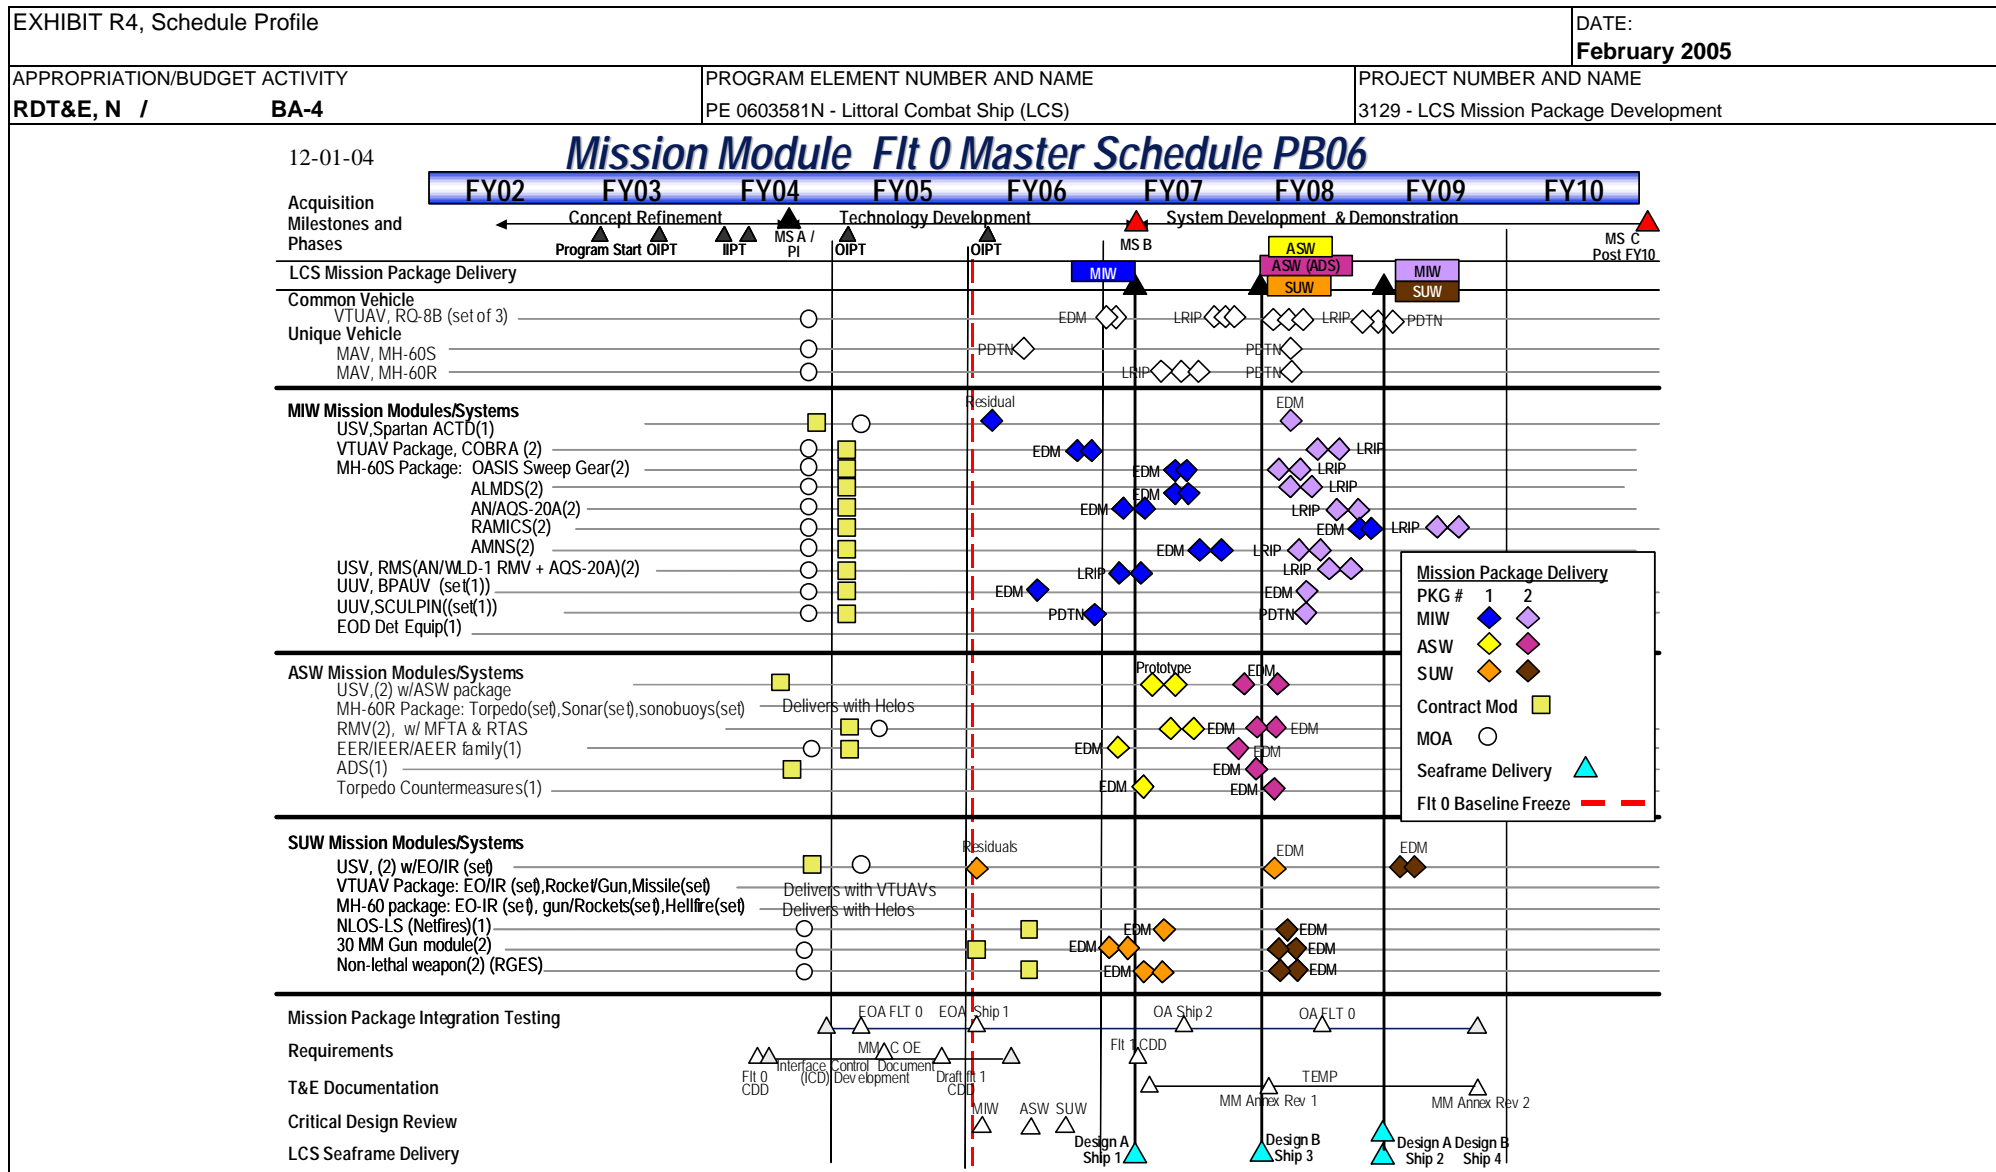 EXHIBIT R4, Schedule Profile
DATE:
February 2005
APPROPRIATION/BUDGET ACTIVITY
PROGRAM ELEMENT NUMBER AND NAME
PROJECT NUMBER AND NAME
RDT&E, N / BA-4
PE 0603581N - Littoral Combat Ship (LCS)
3129 - LCS Mission Package Development
12-01-04
Mission Module Flt 0 Master Schedule PB06
FY02 FY03 FY04 FY05 FY06 FY07 FY08 FY09 FY10
Acquisition
Milestones and
Phases
Concept Refinement
Technology Development
System Development & Demonstration
Program Start OIPT
IIPT
MS A /
PI
OIPT
OIPT
MS B
MS C
Post FY10
ASW
ASW (ADS)
SUW
LCS Mission Package Delivery
MIW
MIW
SUW
Common Vehicle
VTUAV, RQ-8B (set of 3)
EDM
LRIP
LRIP
PDTN
Unique Vehicle
MAV, MH-60S
PDTN
PDTN
MAV, MH-60R
LRIP
PDTN
MIW Mission Modules/Systems
Residual
EDM
USV,Spartan ACTD(1)
VTUAV Package, COBRA (2)
EDM
LRIP
MH-60S Package: OASIS Sweep Gear(2)
EDM
LRIP
ALMDS(2)
EDM
LRIP
AN/AQS-20A(2)
EDM
LRIP
RAMICS(2)
EDM
LRIP
AMNS(2)
EDM
LRIP
USV, RMS(AN/WLD-1 RMV + AQS-20A)(2)
LRIP
LRIP
UUV, BPAUV (set(1))
EDM
EDM
UUV,SCULPIN((set(1))
PDTN
PDTN
EOD Det Equip(1)
Mission Package Delivery
PKG # 1 2
MIW
ASW
SUW
Contract Mod
MOA
Seaframe Delivery
Flt 0 Baseline Freeze
ASW Mission Modules/Systems
Prototype
EDM
USV,(2) w/ASW package
MH-60R Package: Torpedo(set),Sonar(set),sonobuoys(set)
Delivers with Helos
RMV(2), w/ MFTA & RTAS
EDM
EDM
EER/IEER/AEER family(1)
EDM
EDM
ADS(1)
EDM
Torpedo Countermeasures(1)
EDM
EDM
SUW Mission Modules/Systems
Residuals
EDM
EDM
USV, (2) w/EO/IR (set)
VTUAV Package: EO/IR (set),Rocket/Gun,Missile(set)
Delivers with VTUAVs
MH-60 package: EO-IR (set), gun/Rockets(set),Hellfire(set)
Delivers with Helos
NLOS-LS (Netfires)(1)
EDM
EDM
30 MM Gun module(2)
EDM
EDM
Non-lethal weapon(2) (RGES)
EDM
EDM
Mission Package Integration Testing
EOA FLT 0
EOA Ship 1
OA Ship 2
OA FLT 0
Requirements
MM C OE
Flt 1 CDD
Flt 0
CDD
Interface Control Document
(ICD) Development
Draft flt 1
CDD
T&E Documentation
TEMP
MM Annex Rev 1
MM Annex Rev 2
Critical Design Review
MIW
ASW
SUW
LCS Seaframe Delivery
Design A
Ship 1
Design B
Ship 3
Design A
Ship 2
Design B
Ship 4